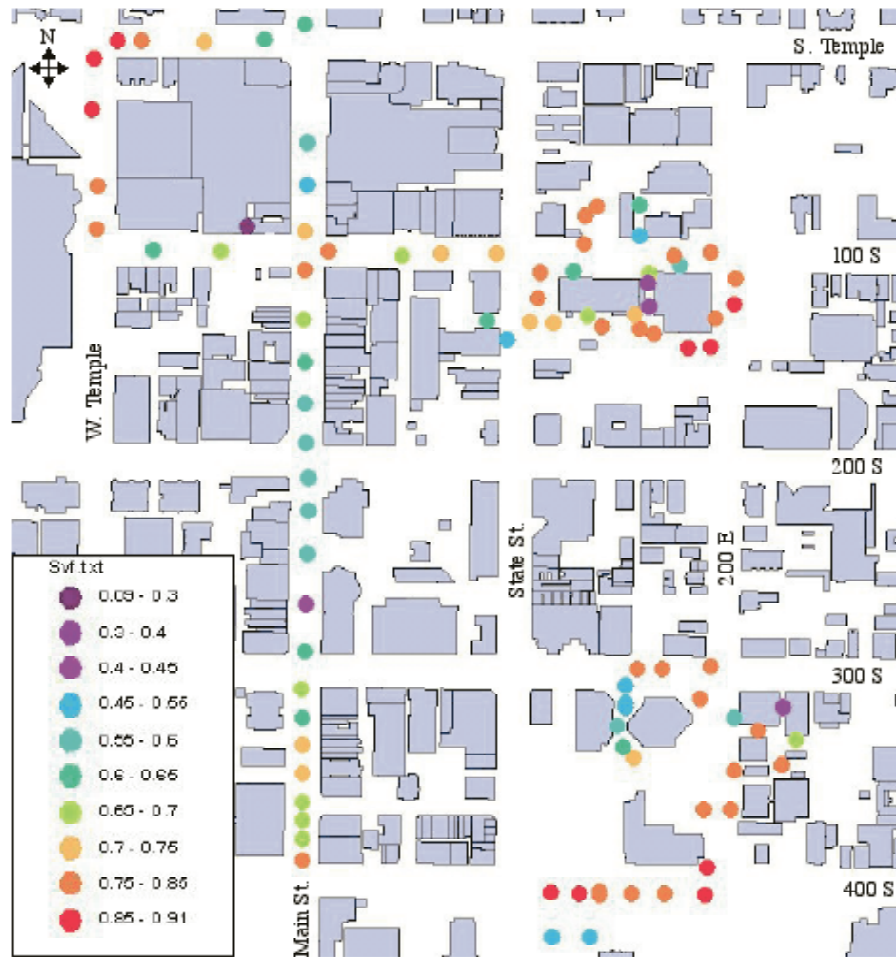 N
S. Temple
100 S
W. Temple
200 S
State St.
200 E
Svf.txt
0.09 - 0.3
0.3 - 0.4
0.4 - 0.45
0.45 - 0.55
0.55 - 0.6
0.6 - 0.65
0.65 - 0.7
0.7 - 0.75
0.75 - 0.85
0.85 - 0.91
300 S
Main St.
400 S